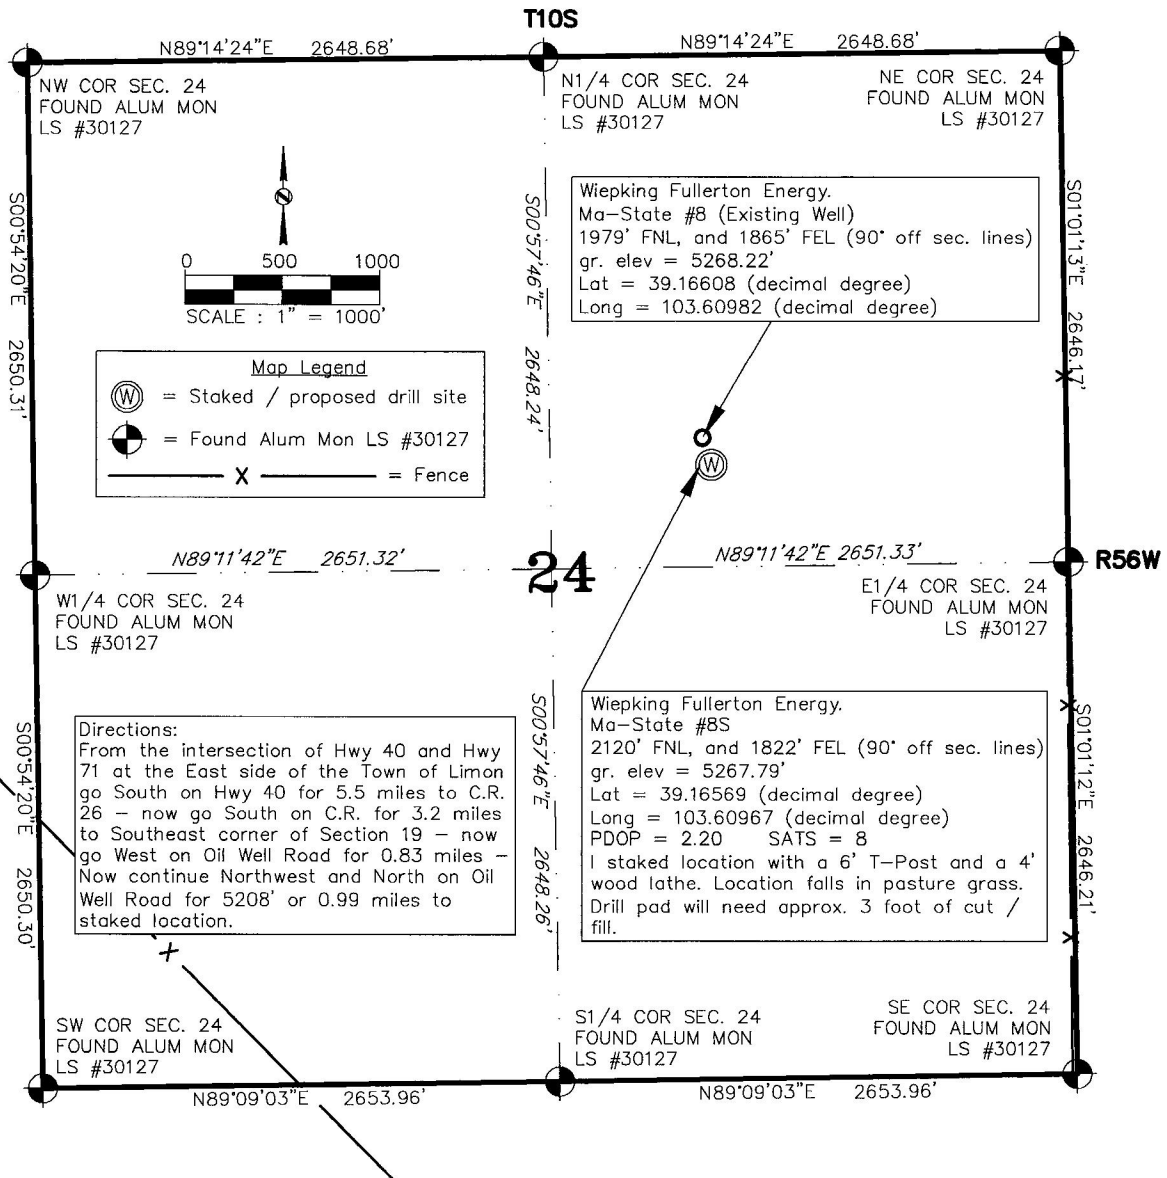 T10S
N89°14'24"E 2648.68'
N89°14'24"E 2648.68'
NW COR SEC. 24
FOUND ALUM MON
LS #30127
N1/4 COR SEC. 24
FOUND ALUM MON
LS #30127
NE COR SEC. 24
FOUND ALUM MON
LS #30127
S00°54'20"E 2650.31'
S00°57'46"E 2648.24'
S01°01'13"E 2646.17'
N
0 500 1000
SCALE : 1" = 1000'
Wiepking Fullerton Energy.
Ma-State #8 (Existing Well)
1979' FNL, and 1865' FEL (90° off sec. lines)
gr. elev = 5268.22'
Lat = 39.16608 (decimal degree)
Long = 103.60982 (decimal degree)
Map Legend
W = Staked / proposed drill site
= Found Alum Mon LS #30127
X = Fence
X
W
N89°11'42"E 2651.32'
24
N89°11'42"E 2651.33'
R56W
W1/4 COR SEC. 24
FOUND ALUM MON
LS #30127
E1/4 COR SEC. 24
FOUND ALUM MON
LS #30127
S00°54'20"E 2650.30'
S00°57'46"E 2648.26'
S01°01'12"E 2646.21'
Directions:
From the intersection of Hwy 40 and Hwy
71 at the East side of the Town of Limon
go South on Hwy 40 for 5.5 miles to C.R.
26 – now go South on C.R. for 3.2 miles
to Southeast corner of Section 19 – now
go West on Oil Well Road for 0.83 miles –
Now continue Northwest and North on Oil
Well Road for 5208' or 0.99 miles to
staked location.
Wiepking Fullerton Energy.
Ma-State #8S
2120' FNL, and 1822' FEL (90° off sec. lines)
gr. elev = 5267.79'
Lat = 39.16569 (decimal degree)
Long = 103.60967 (decimal degree)
PDOP = 2.20 SATS = 8
I staked location with a 6' T-Post and a 4'
wood lathe. Location falls in pasture grass.
Drill pad will need approx. 3 foot of cut /
fill.
X
X
X
SW COR SEC. 24
FOUND ALUM MON
LS #30127
S1/4 COR SEC. 24
FOUND ALUM MON
LS #30127
SE COR SEC. 24
FOUND ALUM MON
LS #30127
N89°09'03"E 2653.96'
N89°09'03"E 2653.96'